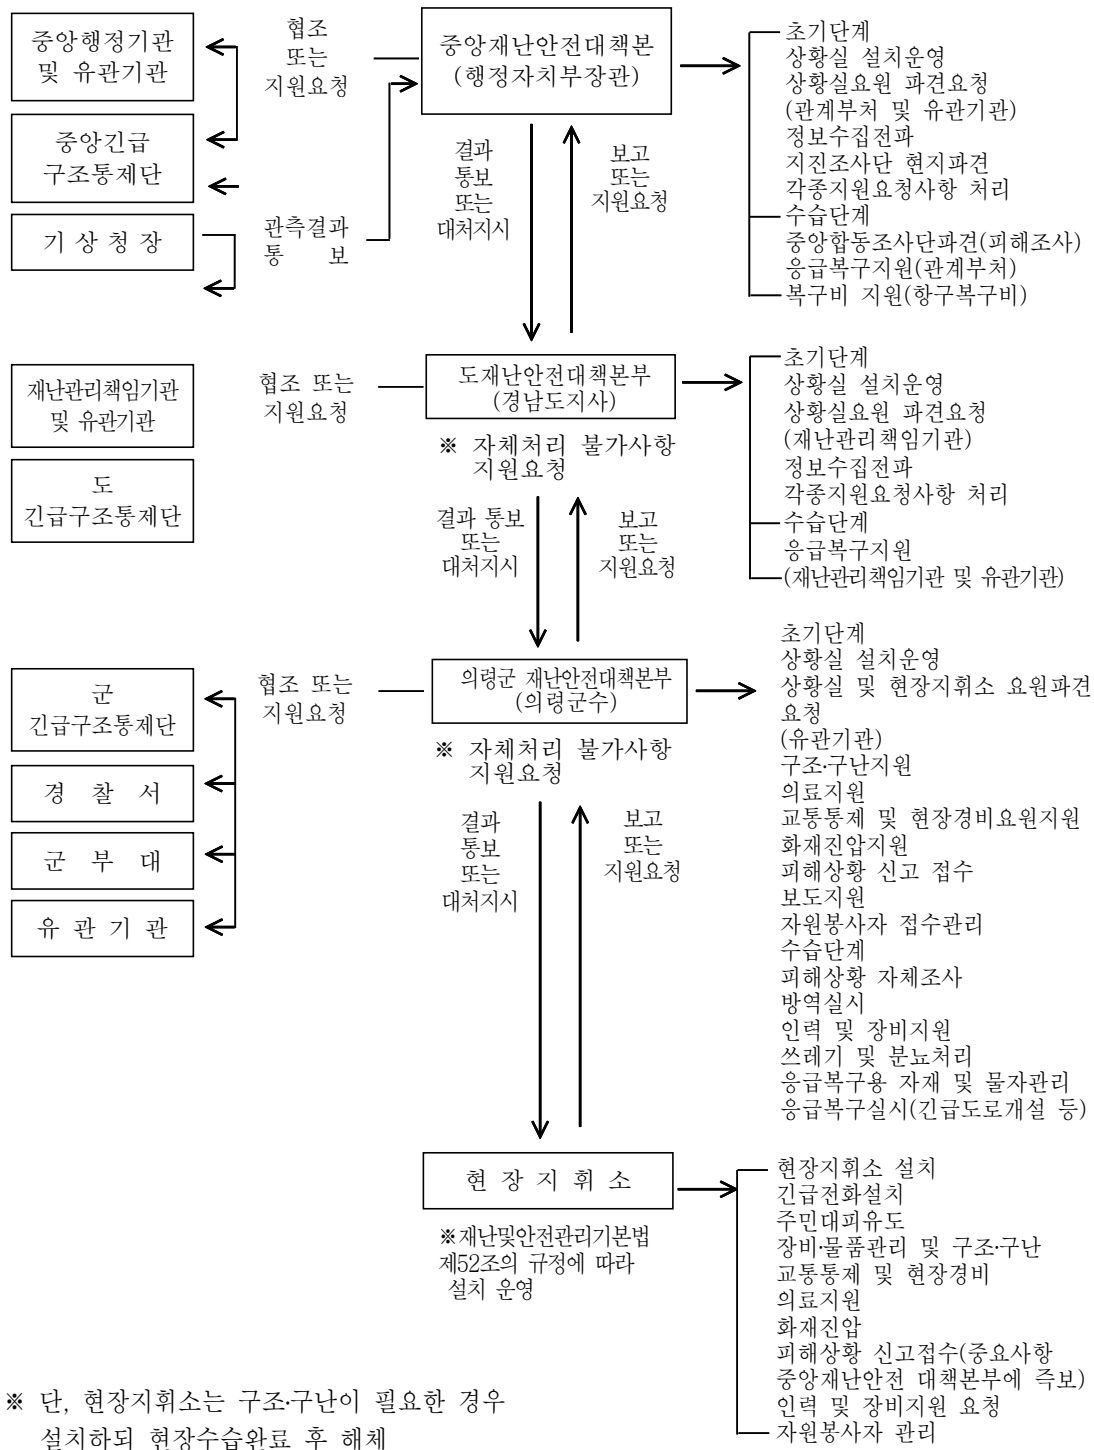 중앙행정기관
및 유관기관
중앙긴급
구조통제단
기 상 청 장
협조
또는
지원요청
관측결과
통 보
중앙재난안전대책본
(행정자치부장관)
결과
통보
또는
대처지시
보고
또는
지원요청
초기단계
상황실 설치운영
상황실요원 파견요청
(관계부처 및 유관기관)
정보수집전파
지진조사단 현지파견
각종지원요청사항 처리
수습단계
중앙합동조사단파견(피해조사)
응급복구지원(관계부처)
복구비 지원(항구복구비)
재난관리책임기관
및 유관기관
도
긴급구조통제단
협조 또는
지원요청
도재난안전대책본부
(경남도지사)
※ 자체처리 불가사항
지원요청
결과 통보
또는
대처지시
보고
또는
지원요청
초기단계
상황실 설치운영
상황실요원 파견요청
(재난관리책임기관)
정보수집전파
각종지원요청사항 처리
수습단계
응급복구지원
(재난관리책임기관 및 유관기관)
군
긴급구조통제단
경 찰 서
군 부 대
유 관 기 관
협조 또는
지원요청
의령군 재난안전대책본부
(의령군수)
※ 자체처리 불가사항
지원요청
결과
통보
또는
대처지시
보고
또는
지원요청
초기단계
상황실 설치운영
상황실 및 현장지휘소 요원파견
요청
(유관기관)
구조·구난지원
의료지원
교통통제 및 현장경비요원지원
화재진압지원
피해상황 신고 접수
보도지원
자원봉사자 접수관리
수습단계
피해상황 자체조사
방역실시
인력 및 장비지원
쓰레기 및 분뇨처리
응급복구용 자재 및 물자관리
응급복구실시(긴급도로개설 등)
현 장 지 휘 소
※재난및안전관리기본법
제52조의 규정에 따라
설치 운영
현장지휘소 설치
긴급전화설치
주민대피유도
장비·물품관리 및 구조·구난
교통통제 및 현장경비
의료지원
화재진압
피해상황 신고접수(중요사항
중앙재난안전 대책본부에 즉보)
인력 및 장비지원 요청
자원봉사자 관리
※ 단, 현장지휘소는 구조·구난이 필요한 경우
설치하되 현장수습완료 후 해체